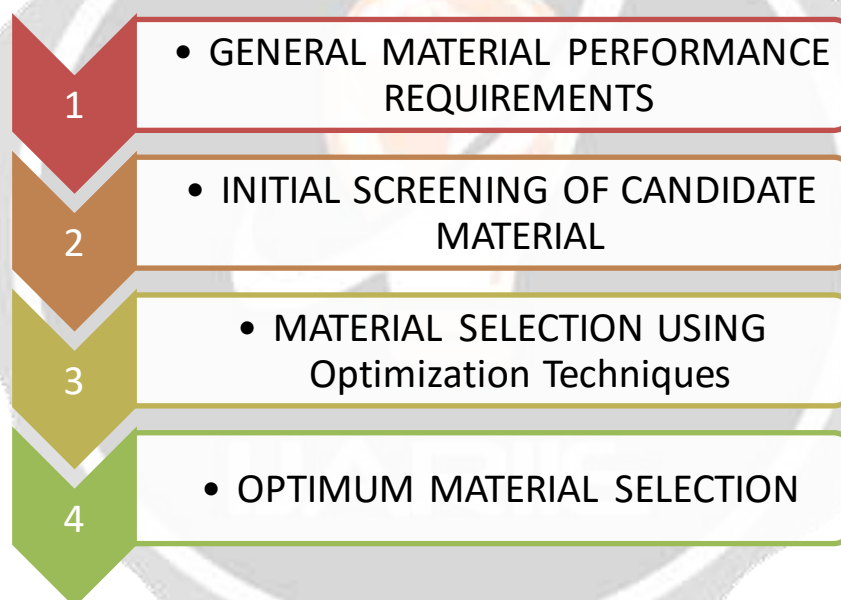 1
• GENERAL MATERIAL PERFORMANCE
REQUIREMENTS
2
• INITIAL SCREENING OF CANDIDATE
MATERIAL
3
• MATERIAL SELECTION USING
Optimization Techniques
4
• OPTIMUM MATERIAL SELECTION